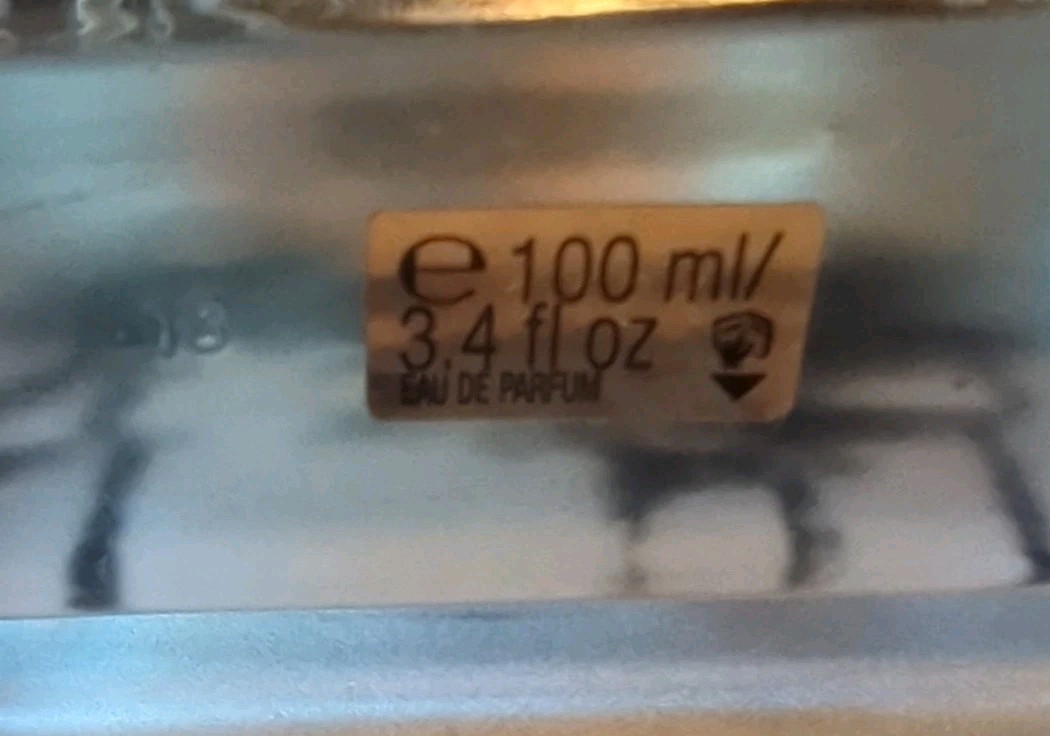 ℮ 100 ml/
3.4 fl oz
EAU DE PARFUM